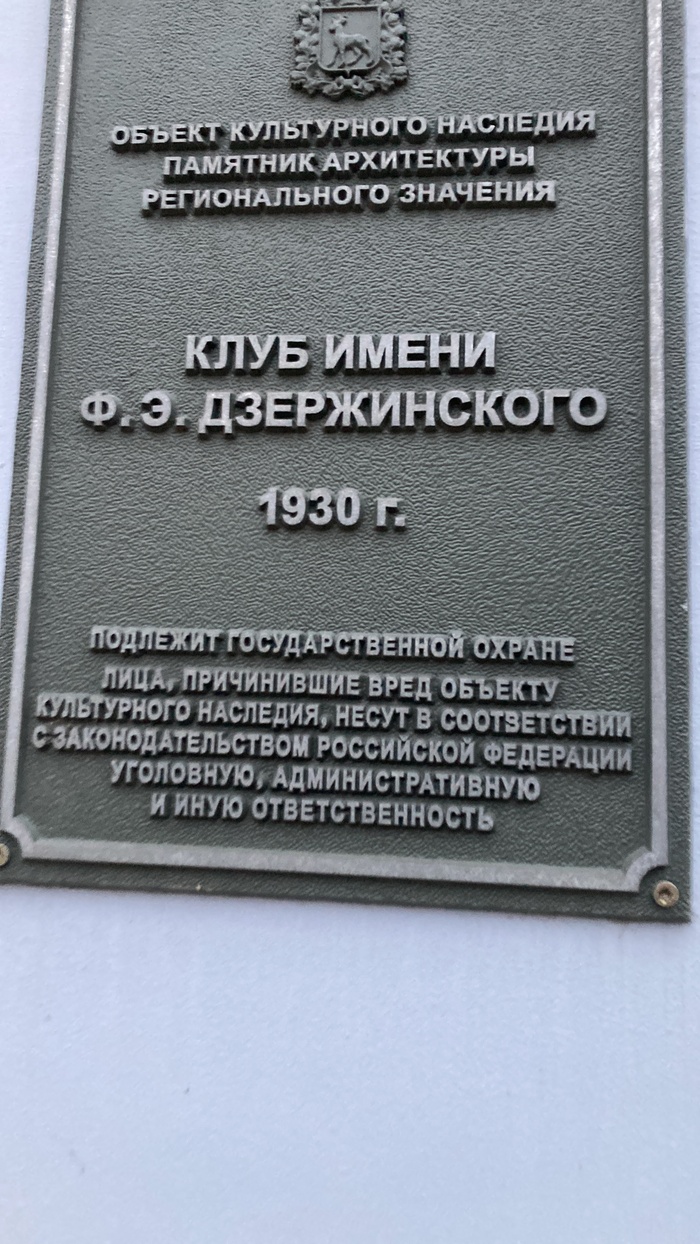 ОБЪЕКТ КУЛЬТУРНОГО НАСЛЕДИЯ
ПАМЯТНИК АРХИТЕКТУРЫ
РЕГИОНАЛЬНОГО ЗНАЧЕНИЯ
КЛУБ ИМЕНИ
Ф. Э. ДЗЕРЖИНСКОГО
1930 г.
ПОДЛЕЖИТ ГОСУДАРСТВЕННОЙ ОХРАНЕ
ЛИЦА, ПРИЧИНИВШИЕ ВРЕД ОБЪЕКТУ
КУЛЬТУРНОГО НАСЛЕДИЯ, НЕСУТ В СООТВЕТСТВИИ
С ЗАКОНОДАТЕЛЬСТВОМ РОССИЙСКОЙ ФЕДЕРАЦИИ
УГОЛОВНУЮ, АДМИНИСТРАТИВНУЮ
И ИНУЮ ОТВЕТСТВЕННОСТЬ